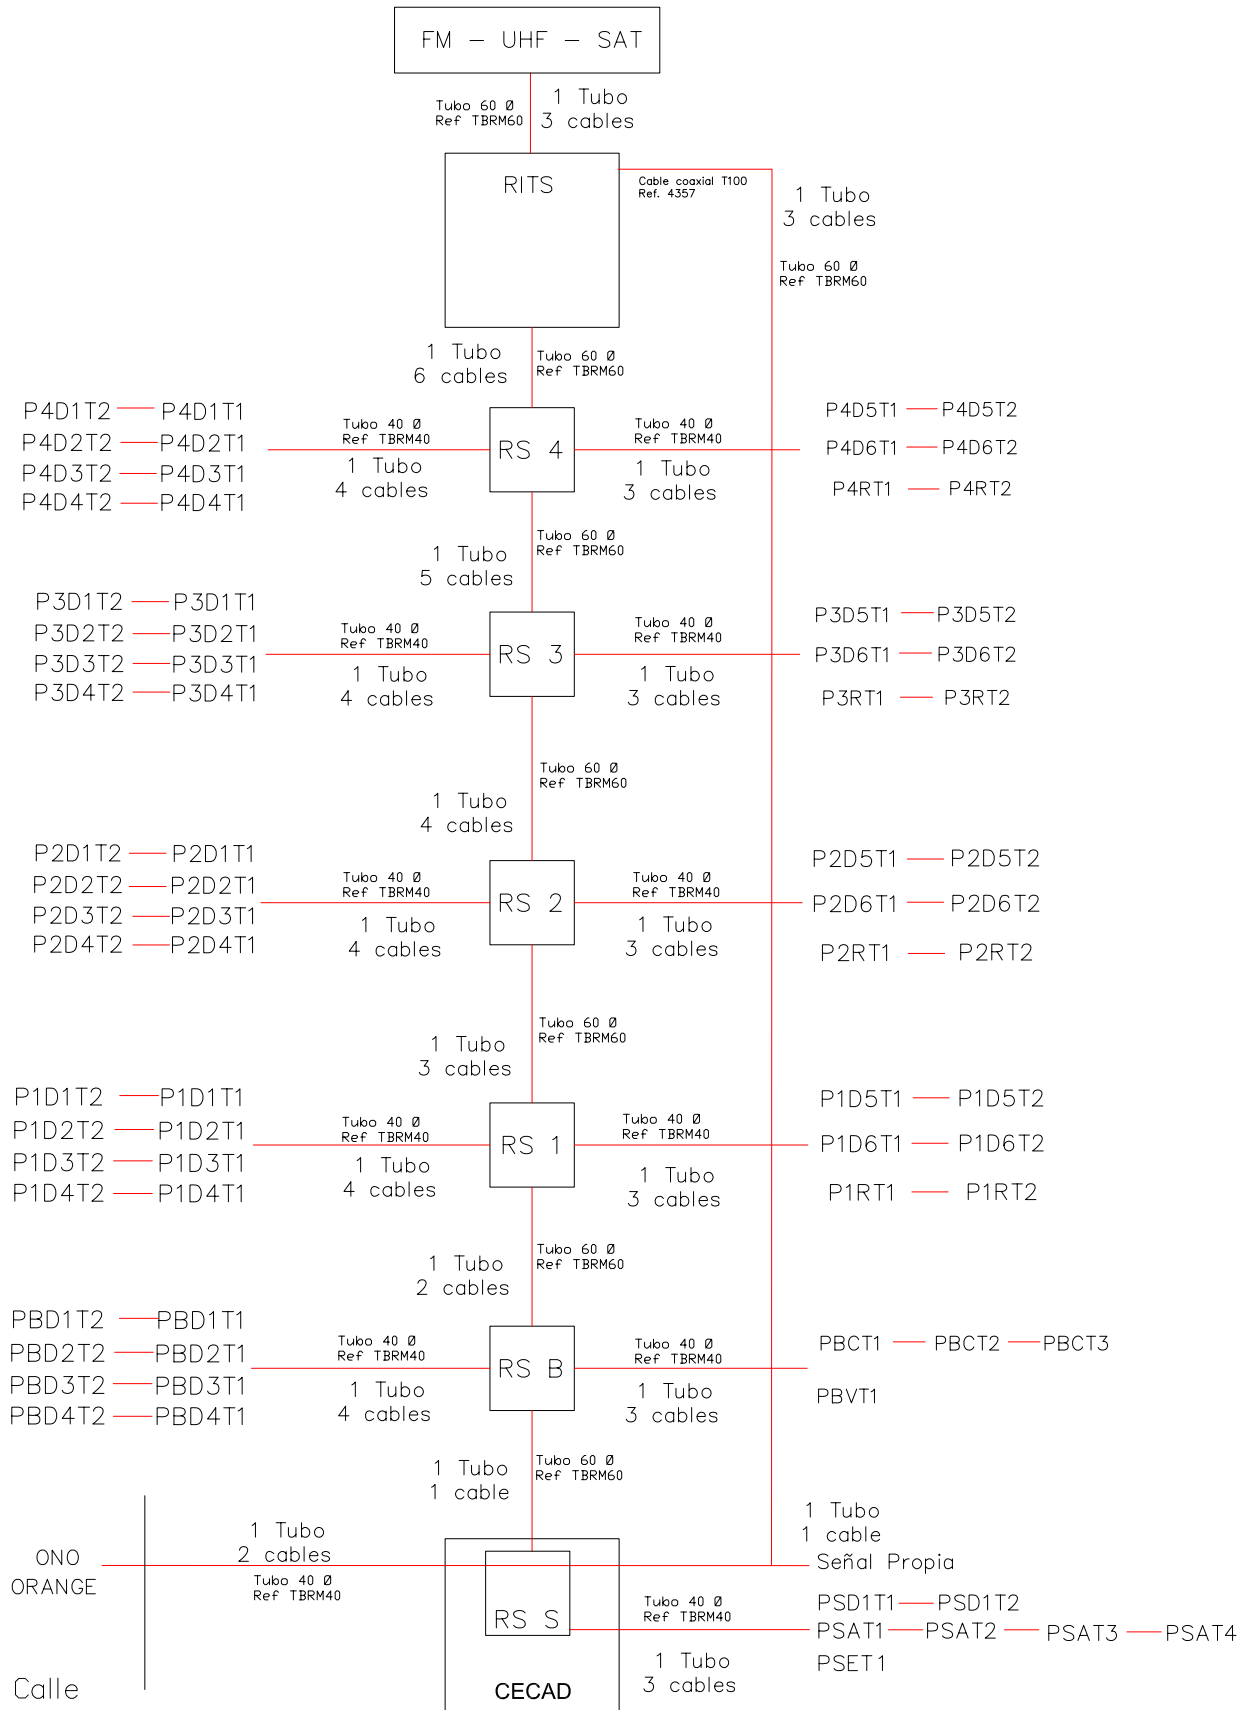 FM - UHF - SAT
Tubo 60 Ø
Ref TBRM60
1 Tubo
3 cables
RITS
Cable coaxial T100
Ref. 4357
1 Tubo
3 cables
Tubo 60 Ø
Ref TBRM60
1 Tubo
6 cables
Tubo 60 Ø
Ref TBRM60
P4D1T2 P4D1T1
P4D2T2 P4D2T1
P4D3T2 P4D3T1
P4D4T2 P4D4T1
Tubo 40 Ø
Ref TBRM40
1 Tubo
4 cables
RS 4
Tubo 40 Ø
Ref TBRM40
1 Tubo
3 cables
P4D5T1 P4D5T2
P4D6T1 P4D6T2
P4RT1 P4RT2
1 Tubo
5 cables
Tubo 60 Ø
Ref TBRM60
P3D1T2 P3D1T1
P3D2T2 P3D2T1
P3D3T2 P3D3T1
P3D4T2 P3D4T1
Tubo 40 Ø
Ref TBRM40
1 Tubo
4 cables
RS 3
Tubo 40 Ø
Ref TBRM40
1 Tubo
3 cables
P3D5T1 P3D5T2
P3D6T1 P3D6T2
P3RT1 P3RT2
Tubo 60 Ø
Ref TBRM60
1 Tubo
4 cables
P2D1T2 P2D1T1
P2D2T2 P2D2T1
P2D3T2 P2D3T1
P2D4T2 P2D4T1
Tubo 40 Ø
Ref TBRM40
1 Tubo
4 cables
RS 2
Tubo 40 Ø
Ref TBRM40
1 Tubo
3 cables
P2D5T1 P2D5T2
P2D6T1 P2D6T2
P2RT1 P2RT2
Tubo 60 Ø
Ref TBRM60
1 Tubo
3 cables
P1D1T2 P1D1T1
P1D2T2 P1D2T1
P1D3T2 P1D3T1
P1D4T2 P1D4T1
Tubo 40 Ø
Ref TBRM40
1 Tubo
4 cables
RS 1
Tubo 40 Ø
Ref TBRM40
1 Tubo
3 cables
P1D5T1 P1D5T2
P1D6T1 P1D6T2
P1RT1 P1RT2
1 Tubo
2 cables
Tubo 60 Ø
Ref TBRM60
PBD1T2 PBD1T1
PBD2T2 PBD2T1
PBD3T2 PBD3T1
PBD4T2 PBD4T1
Tubo 40 Ø
Ref TBRM40
1 Tubo
4 cables
RS B
Tubo 40 Ø
Ref TBRM40
1 Tubo
3 cables
PBCT1 PBCT2 PBCT3
PBVT1
1 Tubo
1 cable
Tubo 60 Ø
Ref TBRM60
ONO
ORANGE
1 Tubo
2 cables
Tubo 40 Ø
Ref TBRM40
RS S
CECAD
1 Tubo
1 cable
Señal Propia
Tubo 40 Ø
Ref TBRM40
1 Tubo
3 cables
PSD1T1 PSD1T2
PSAT1 PSAT2 PSAT3 PSAT4
PSET1
Calle